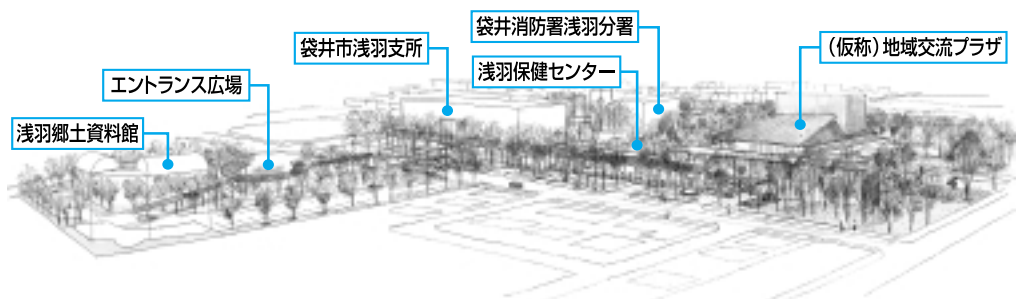 浅羽郷土資料館
エントランス広場
袋井市浅羽支所
袋井消防署浅羽分署
浅羽保健センター
(仮称)地域交流プラザ